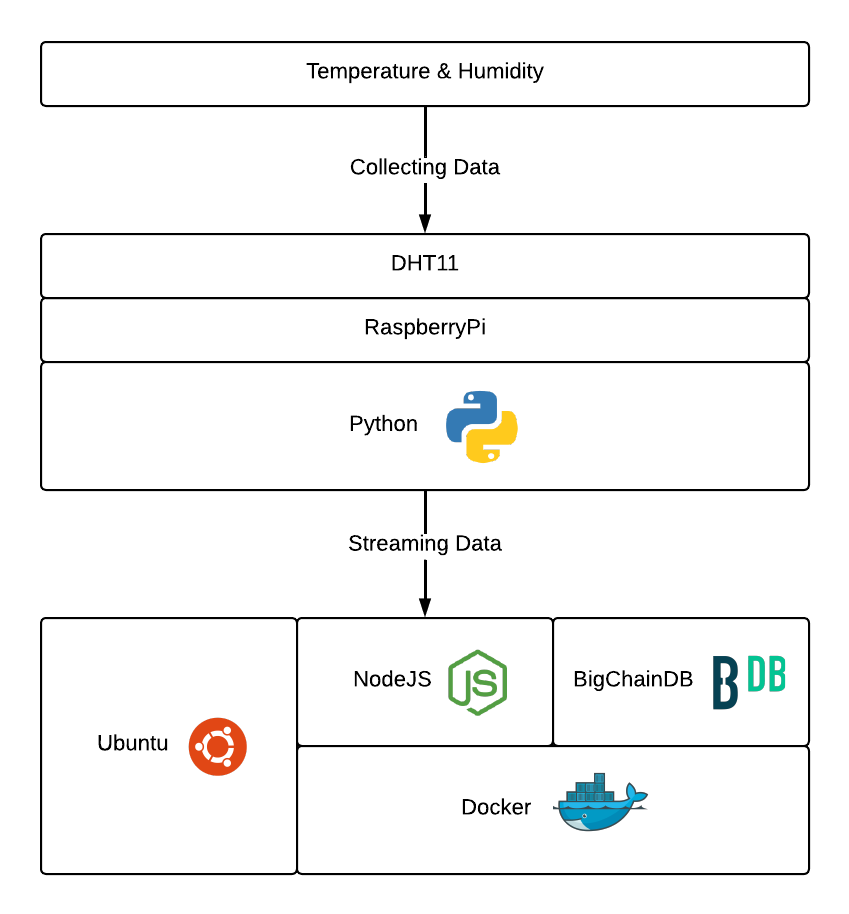 Temperature & Humidity
Collecting Data
DHT11
RaspberryPi
Python
Streaming Data
NodeJS JS
BigChainDB B DB
Ubuntu
Docker